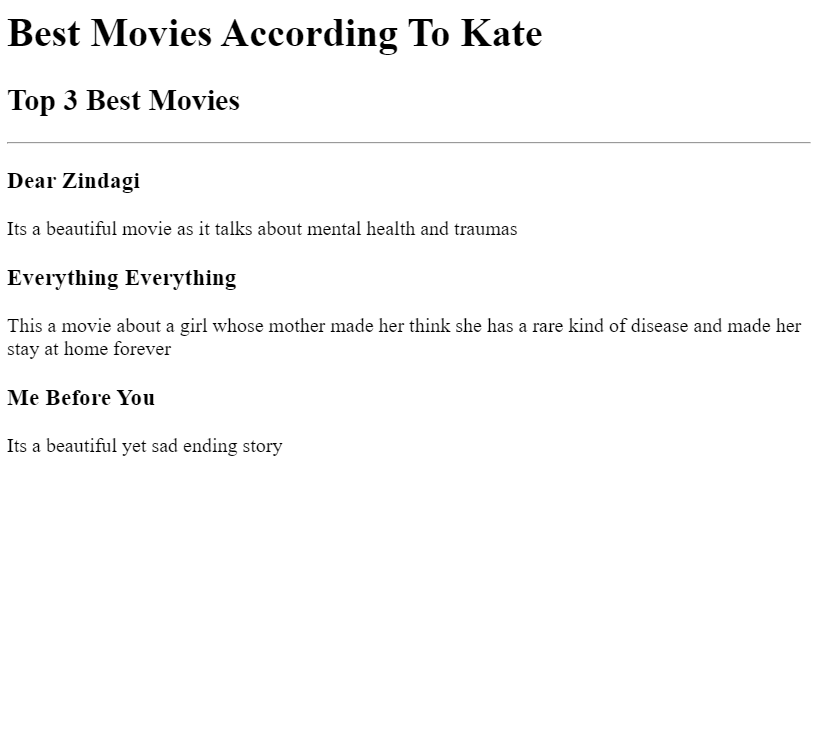 Best Movies According To Kate
Top 3 Best Movies
Dear Zindagi
Its a beautiful movie as it talks about mental health and traumas
Everything Everything
This a movie about a girl whose mother made her think she has a rare kind of disease and made her
stay at home forever
Me Before You
Its a beautiful yet sad ending story